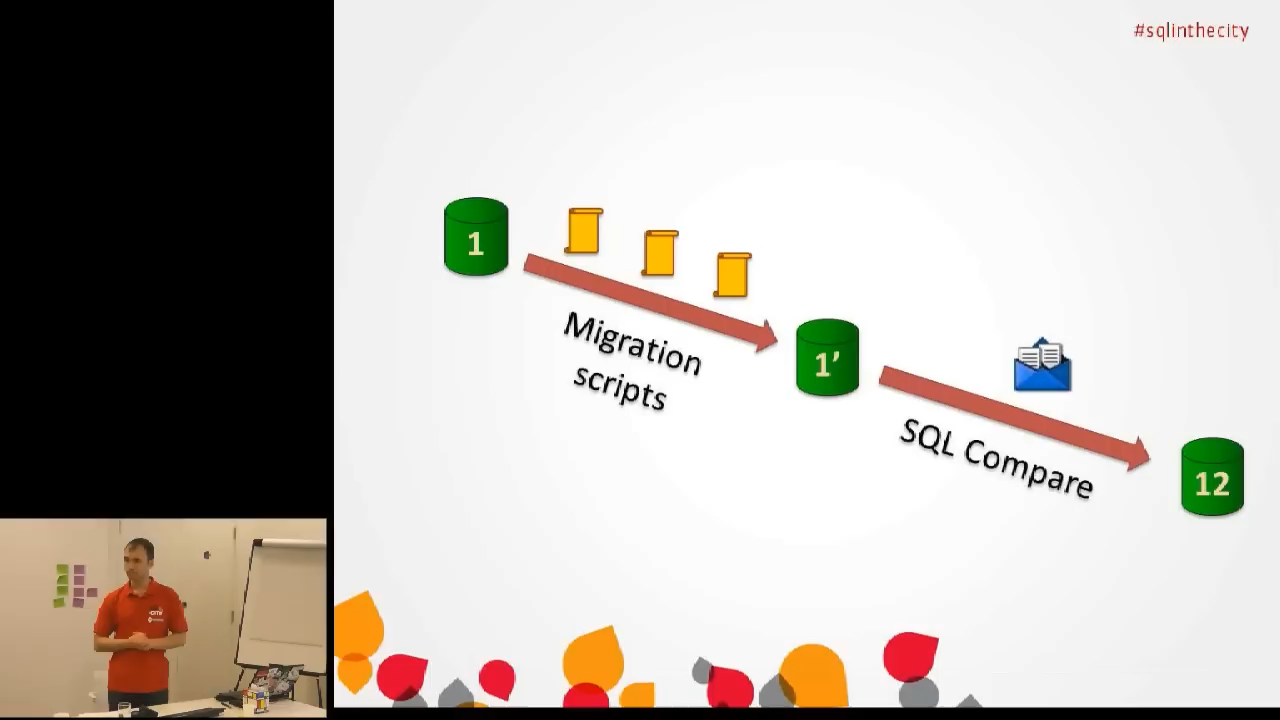 #sqlinthecity
1
Migration
scripts
1’
SQL Compare
12